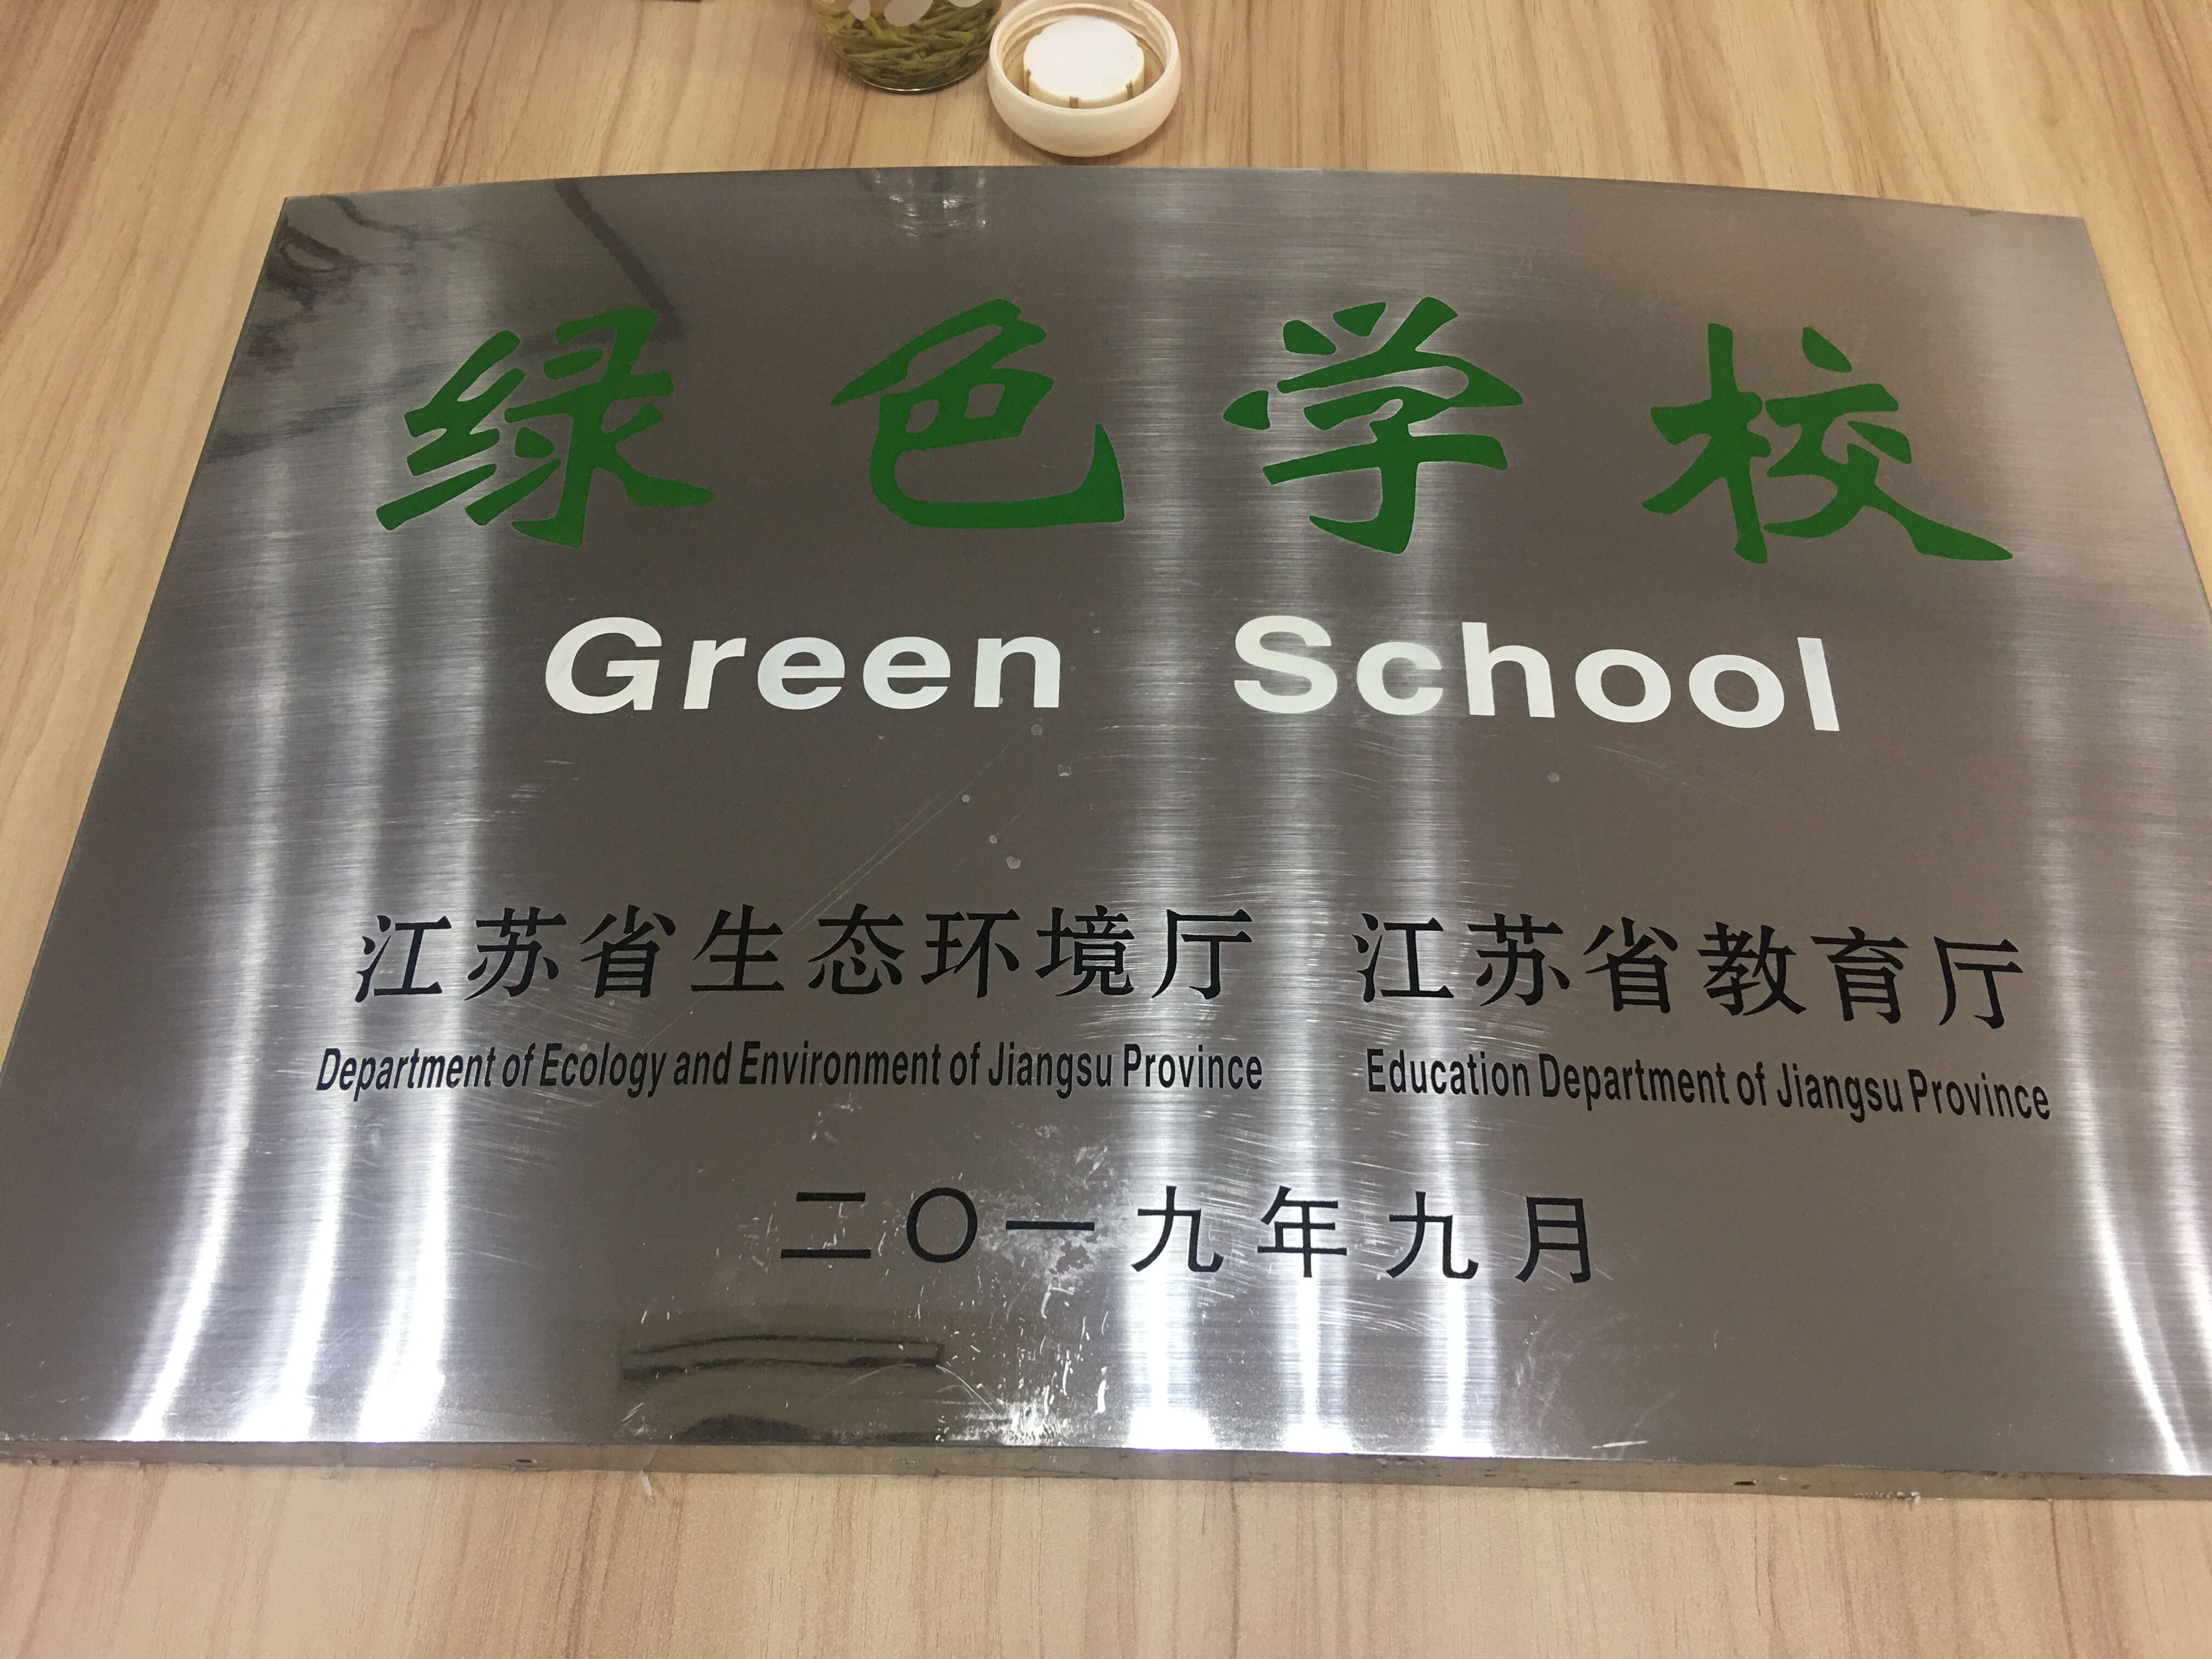 绿色学校
Green School
江苏省生态环境厅 江苏省教育厅
Department of Ecology and Environment of Jiangsu Province Education Department of Jiangsu Province
二〇一九年九月